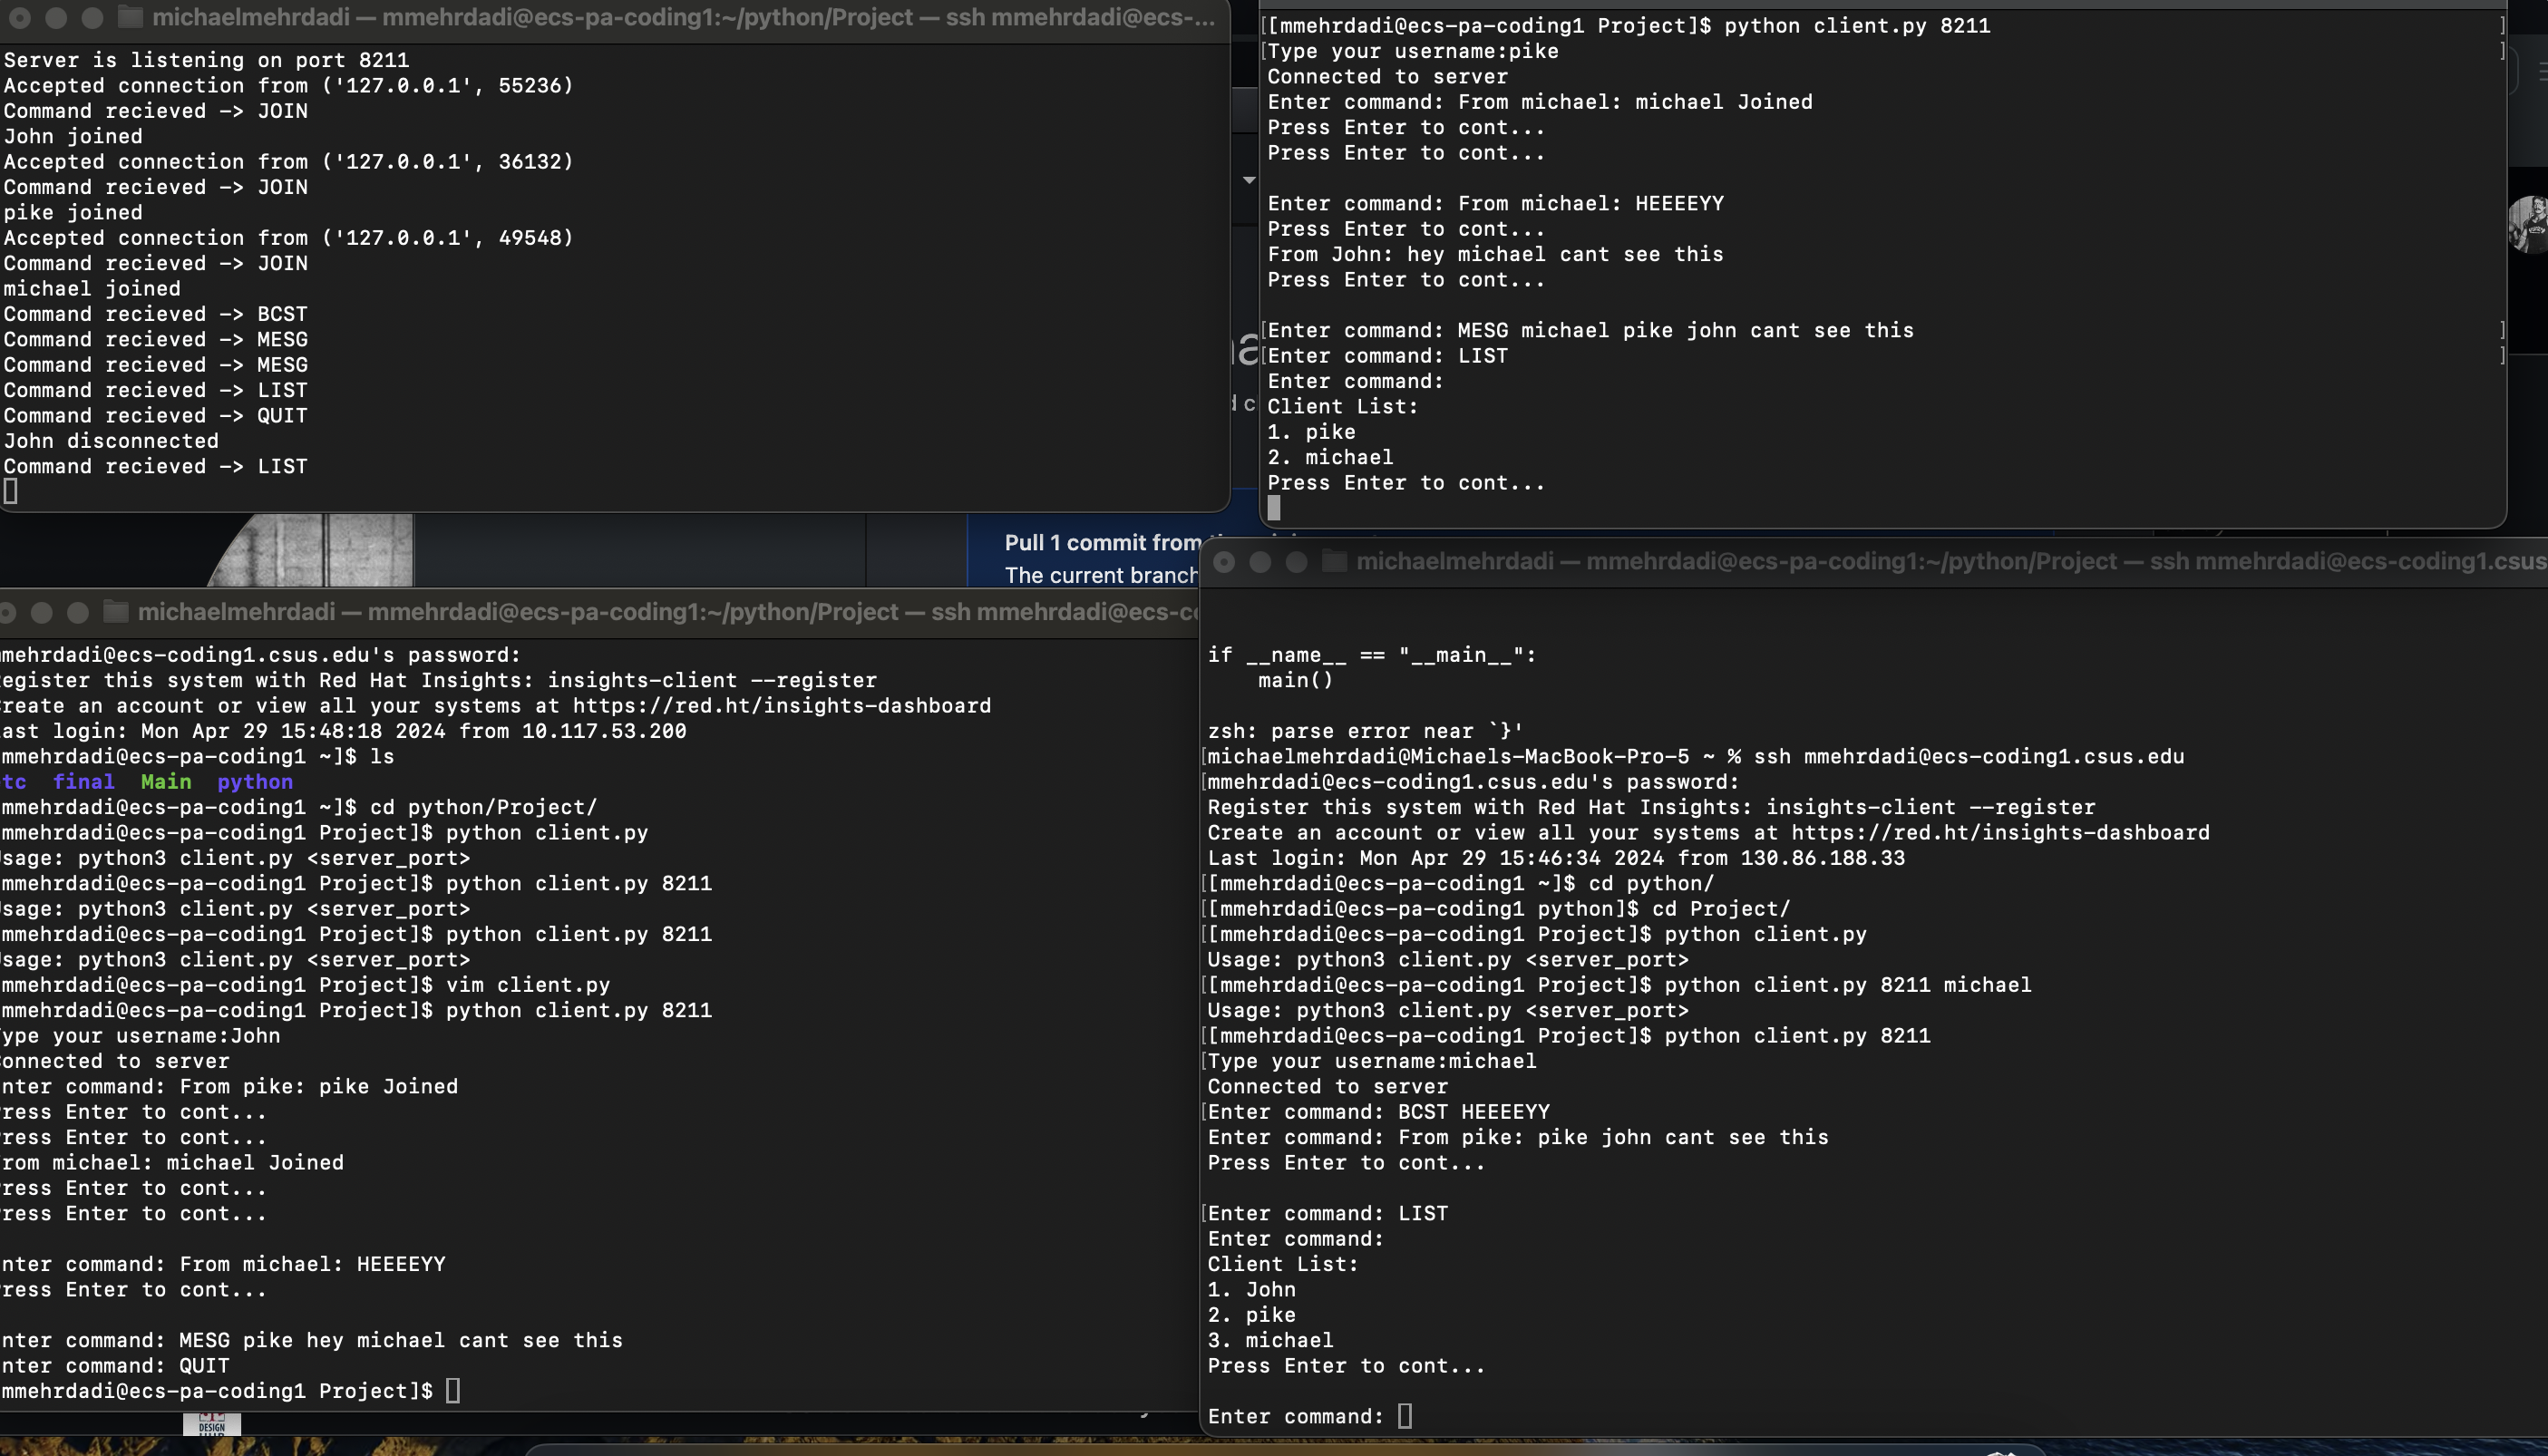 michaelmehrdadi — mmehrdadi@ecs-pa-coding1:~/python/Project — ssh mmehrdadi@ecs-...
Server is listening on port 8211
Accepted connection from ('127.0.0.1', 55236)
Command recieved -> JOIN
John joined
Accepted connection from ('127.0.0.1', 36132)
Command recieved -> JOIN
pike joined
Accepted connection from ('127.0.0.1', 49548)
Command recieved -> JOIN
michael joined
Command recieved -> BCST
Command recieved -> MESG
Command recieved -> MESG
Command recieved -> LIST
Command recieved -> QUIT
John disconnected
Command recieved -> LIST
[[mmehrdadi@ecs-pa-coding1 Project]$ python client.py 8211 ]
[Type your username:pike ]
Connected to server
Enter command: From michael: michael Joined
Press Enter to cont...
Press Enter to cont...
Enter command: From michael: HEEEEYY
Press Enter to cont...
From John: hey michael cant see this
Press Enter to cont...
[Enter command: MESG michael pike john cant see this ]
[Enter command: LIST ]
Enter command:
Client List:
1. pike
2. michael
Press Enter to cont...
Pull 1 commit from
The current branch
michaelmehrdadi — mmehrdadi@ecs-pa-coding1:~/python/Project — ssh mmehrdadi@ecs-c
mmehrdadi@ecs-coding1.csus.edu's password:
egister this system with Red Hat Insights: insights-client --register
reate an account or view all your systems at https://red.ht/insights-dashboard
ast login: Mon Apr 29 15:48:18 2024 from 10.117.53.200
mmehrdadi@ecs-pa-coding1 ~]$ ls
tc final Main python
mmehrdadi@ecs-pa-coding1 ~]$ cd python/Project/
mmehrdadi@ecs-pa-coding1 Project]$ python client.py
sage: python3 client.py <server_port>
mmehrdadi@ecs-pa-coding1 Project]$ python client.py 8211
sage: python3 client.py <server_port>
mmehrdadi@ecs-pa-coding1 Project]$ python client.py 8211
sage: python3 client.py <server_port>
mmehrdadi@ecs-pa-coding1 Project]$ vim client.py
mmehrdadi@ecs-pa-coding1 Project]$ python client.py 8211
ype your username:John
onnected to server
nter command: From pike: pike Joined
ress Enter to cont...
ress Enter to cont...
rom michael: michael Joined
ress Enter to cont...
ress Enter to cont...
nter command: From michael: HEEEEYY
ress Enter to cont...
nter command: MESG pike hey michael cant see this
nter command: QUIT
mmehrdadi@ecs-pa-coding1 Project]$
DESIGN
michaelmehrdadi — mmehrdadi@ecs-pa-coding1:~/python/Project — ssh mmehrdadi@ecs-coding1.csus
if __name__ == "__main__":
main()
zsh: parse error near `}'
[michaelmehrdadi@Michaels-MacBook-Pro-5 ~ % ssh mmehrdadi@ecs-coding1.csus.edu
[mmehrdadi@ecs-coding1.csus.edu's password:
Register this system with Red Hat Insights: insights-client --register
Create an account or view all your systems at https://red.ht/insights-dashboard
Last login: Mon Apr 29 15:46:34 2024 from 130.86.188.33
[[mmehrdadi@ecs-pa-coding1 ~]$ cd python/
[[mmehrdadi@ecs-pa-coding1 python]$ cd Project/
[[mmehrdadi@ecs-pa-coding1 Project]$ python client.py
Usage: python3 client.py <server_port>
[[mmehrdadi@ecs-pa-coding1 Project]$ python client.py 8211 michael
Usage: python3 client.py <server_port>
[[mmehrdadi@ecs-pa-coding1 Project]$ python client.py 8211
[Type your username:michael
Connected to server
[Enter command: BCST HEEEEYY
Enter command: From pike: pike john cant see this
Press Enter to cont...
[Enter command: LIST
Enter command:
Client List:
1. John
2. pike
3. michael
Press Enter to cont...
Enter command: